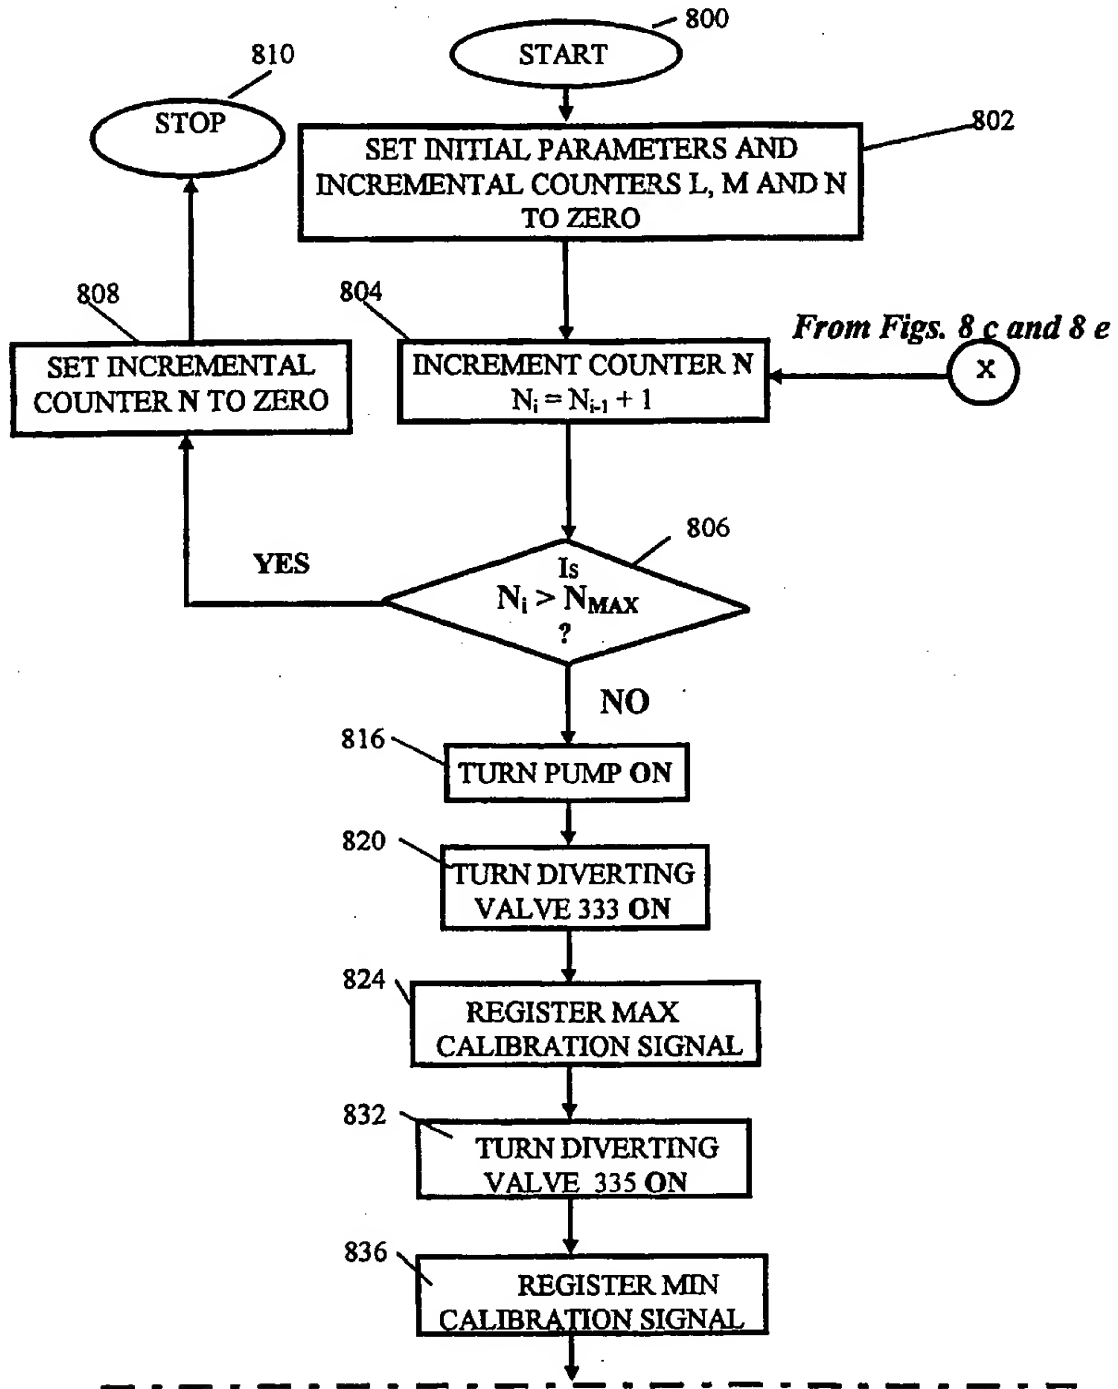 800
START
810
STOP
802
SET INITIAL PARAMETERS AND
INCREMENTAL COUNTERS L, M AND N
TO ZERO
808
SET INCREMENTAL
COUNTER N TO ZERO
804
INCREMENT COUNTER N
Nᵢ = Nᵢ₋₁ + 1
From Figs. 8 c and 8 e
X
806
Is
Nᵢ > N_MAX
?
YES
NO
816
TURN PUMP ON
820
TURN DIVERTING
VALVE 333 ON
824
REGISTER MAX
CALIBRATION SIGNAL
832
TURN DIVERTING
VALVE 335 ON
836
REGISTER MIN
CALIBRATION SIGNAL